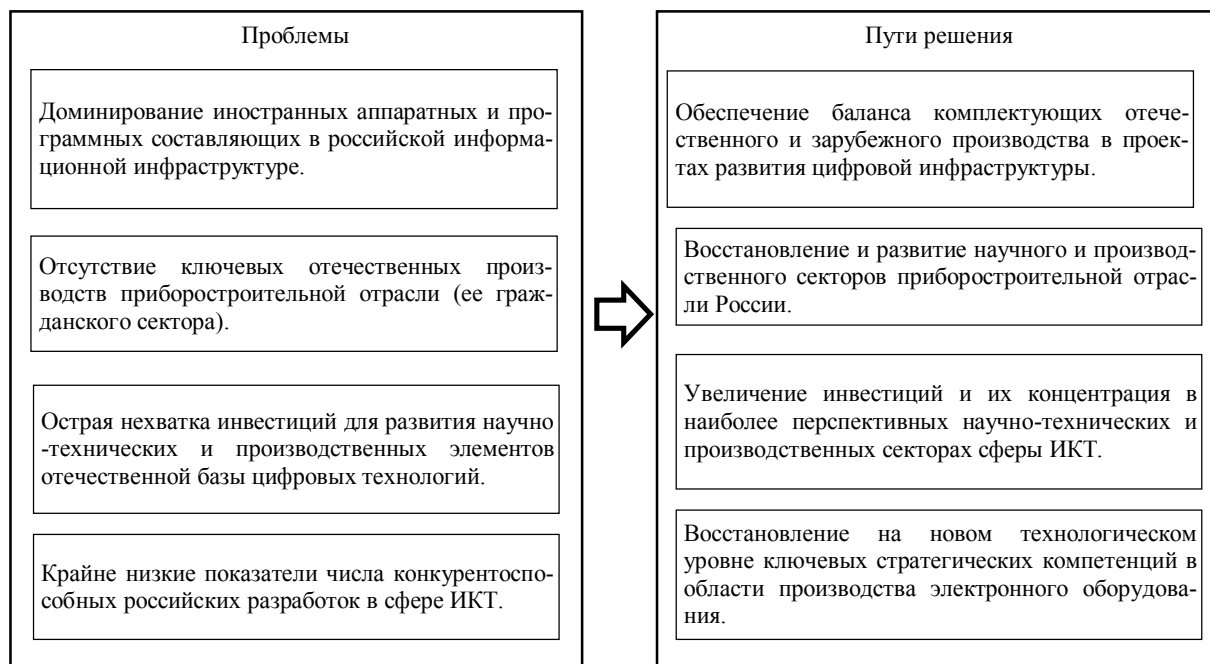 Проблемы
Доминирование иностранных аппаратных и про-
граммных составляющих в российской информа-
ционной инфраструктуре.
Отсутствие ключевых отечественных произ-
водств приборостроительной отрасли (ее граж-
данского сектора).
Острая нехватка инвестиций для развития научно
-технических и производственных элементов
отечественной базы цифровых технологий.
Крайне низкие показатели числа конкурентоспо-
собных российских разработок в сфере ИКТ.
Пути решения
Обеспечение баланса комплектующих отече-
ственного и зарубежного производства в проек-
тах развития цифровой инфраструктуры.
Восстановление и развитие научного и производ-
ственного секторов приборостроительной отрас-
ли России.
Увеличение инвестиций и их концентрация в
наиболее перспективных научно-технических и
производственных секторах сферы ИКТ.
Восстановление на новом технологическом
уровне ключевых стратегических компетенций в
области производства электронного оборудова-
ния.